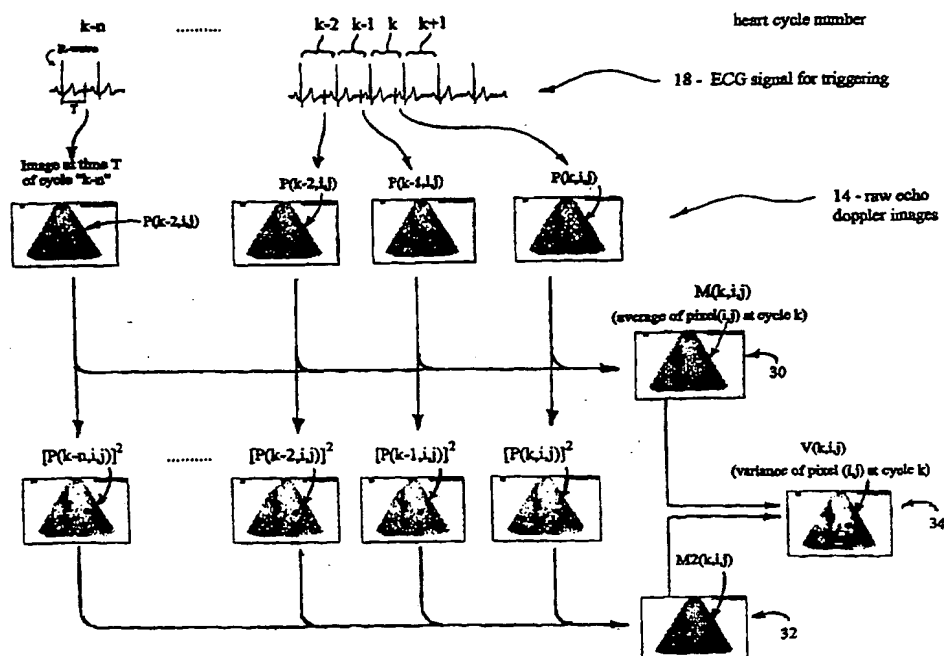 k-n .......... k-2 k-1 k k+1 heart cycle number
R-wave
18 - ECG signal for triggering
T
Image at time T
of cycle "k-n"
P(k-2,i,j) P(k-1,i,j) P(k,i,j)
14 - raw echo
doppler images
P(k-2,i,j)
M(k,i,j)
(average of pixel(i,j) at cycle k)
30
[P(k-n,i,j)]² .......... [P(k-2,i,j)]² [P(k-1,i,j)]² [P(k,i,j)]²
V(k,i,j)
(variance of pixel (i,j) at cycle k)
34
M2(k,i,j)
32